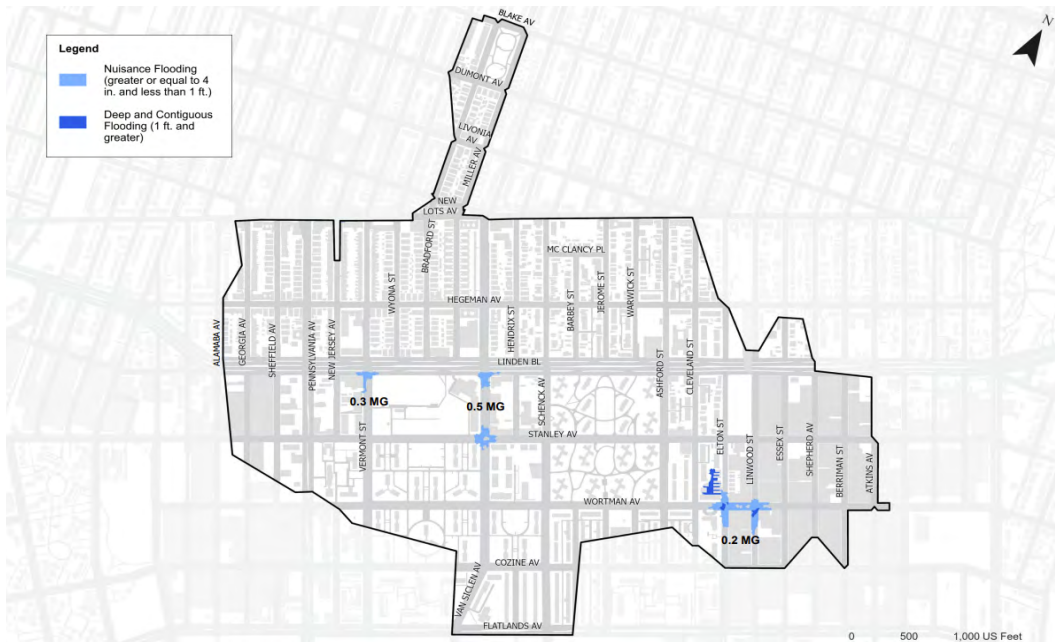 BLAKE AV
N
Legend
Nuisance Flooding
(greater or equal to 4
in. and less than 1 ft.)
Deep and Contiguous
Flooding (1 ft. and
greater)
DUMONT AV
LIVONIA
AV
MILLER AV
NEW
LOTS AV
BRADFORD ST
MC CLANCY PL
WYONA ST
HEGEMAN AV
HENDRIX ST
BARBEY ST
JEROME ST
WARWICK ST
ALAMABA AV
GEORGIA AV
SHEFFIELD AV
PENNSYLVANIA AV
NEW JERSEY AV
LINDEN BL
ASHFORD ST
CLEVELAND ST
0.3 MG
0.5 MG
SCHENCK AV
VERMONT ST
STANLEY AV
ELTON ST
LINWOOD ST
ESSEX ST
SHEPHERD AV
BERRIMAN ST
ATKINS AV
WORTMAN AV
0.2 MG
COZINE AV
VAN SICLEN AV
FLATLANDS AV
0 500 1,000 US Feet